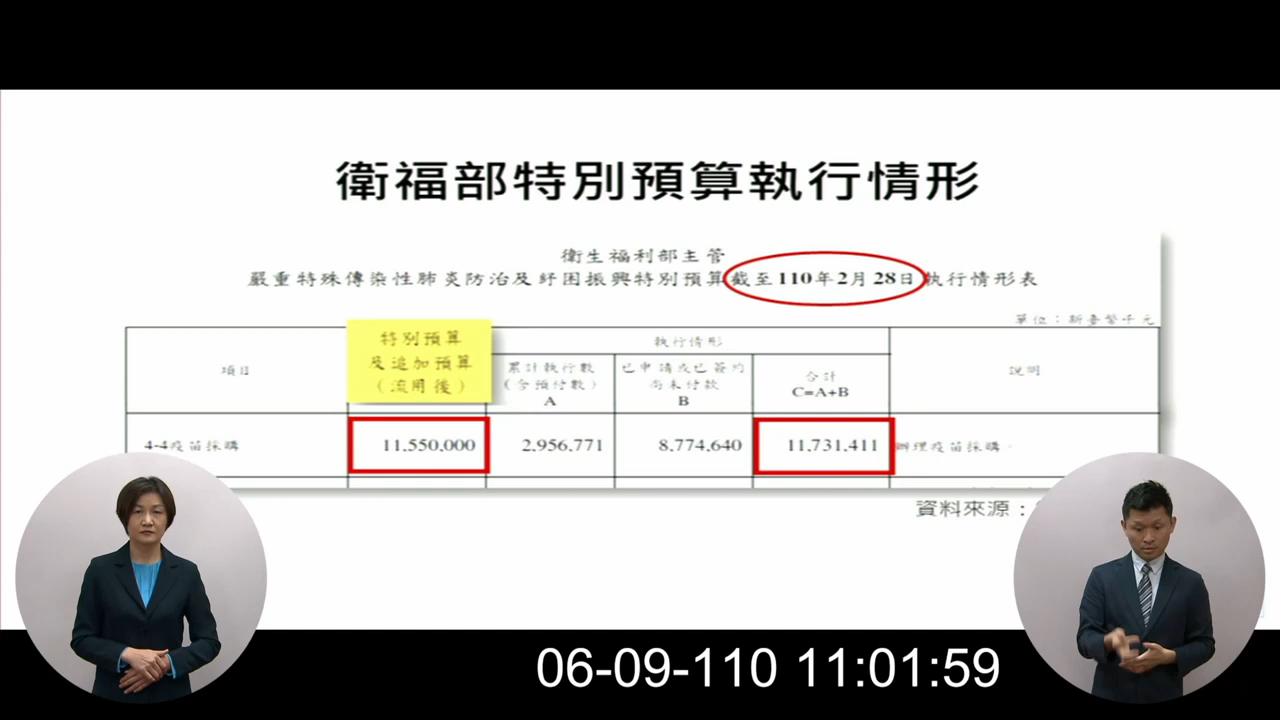 衛福部特別預算執行情形
衛生福利部主管
嚴重特殊傳染性肺炎防治及紓困振興特別預算截至110年2月28日執行情形表
單位：新臺幣千元
項目
特別預算
及追加預算
（流用後）
執行情形
累計執行數
（含預付數）
A
已申請或已簽約
尚未付款
B
合計
C=A+B
說明
4-4疫苗採購
11,550,000
2,956,771
8,774,640
11,731,411
辦理疫苗採購。
資料來源：
06-09-110 11:01:59